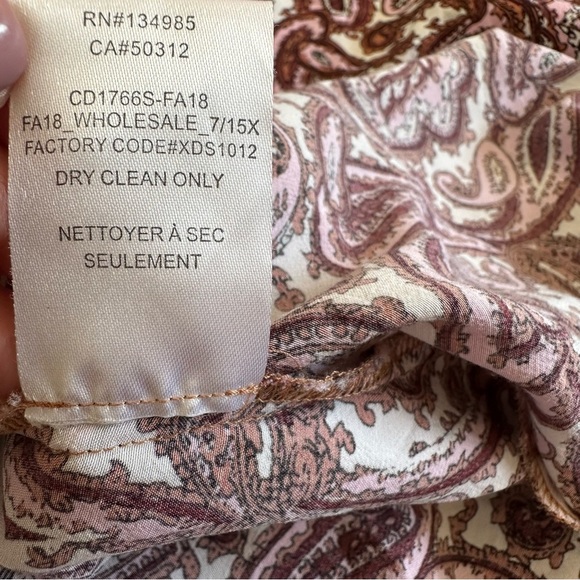 RN#134985
CA#50312
CD1766S-FA18
FA18_WHOLESALE_7/15X
FACTORY CODE#XDS1012
DRY CLEAN ONLY
NETTOYER À SEC
SEULEMENT